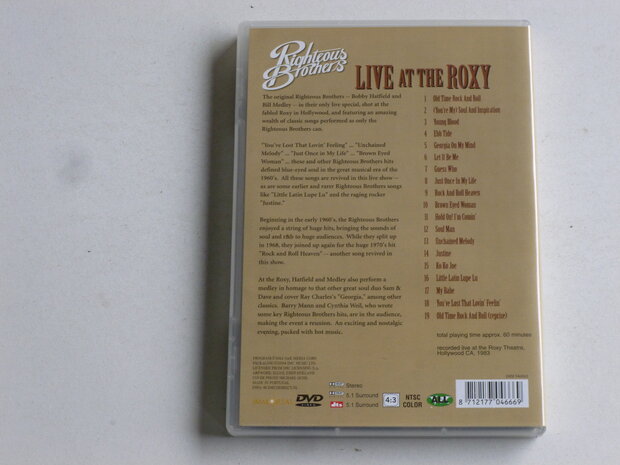 Righteous
Brothers
LIVE AT THE ROXY
The original Righteous Brothers -- Bobby Hatfield and
Bill Medley -- in their only live special, shot at the
fabled Roxy in Hollywood, and featuring an amazing
wealth of classic songs performed as only the
Righteous Brothers can.
"You've Lost That Lovin' Feeling" ... "Unchained
Melody" ... "Just Once in My Life" ... "Brown Eyed
Woman" ... these and other Righteous Brothers hits
defined blue-eyed soul in the great musical era of the
1960's. All these songs are revived in this live show--
as are some earlier and rarer Righteous Brothers songs
like "Little Latin Lupe Lu" and the raging rocker
"Justine."
Beginning in the early 1960's, the Righteous Brothers
enjoyed a string of huge hits, bringing the sounds of
soul and r&b to huge audiences. While they split up
in 1968, they joined up again for the huge 1970's hit
"Rock and Roll Heaven" -- another song revived in
this show.
At the Roxy, Hatfield and Medley also perform a
medley in homage to that other great soul duo Sam &
Dave and cover Ray Charles's "Georgia," among other
classics. Barry Mann and Cynthia Weil, who wrote
some key Righteous Brothers hits, are in the audience,
making the event a reunion. An exciting and nostalgic
evening, packed with hot music.
1 Old Time Rock And Roll
2 (You're My) Soul And Inspiration
3 Young Blood
4 Ebb Tide
5 Georgia On My Mind
6 Let It Be Me
7 Guess Who
8 Just Once In My Life
9 Rock And Roll Heaven
10 Brown Eyed Woman
11 Hold On! I'm Comin'
12 Soul Man
13 Unchained Melody
14 Justine
15 Ko Ko Joe
16 Little Latin Lupe Lu
17 My Babe
18 You've Lost That Lovin' Feelin'
19 Old Time Rock And Roll (reprise)
total playing time approx. 60 minutes
recorded live at the Roxy Theatre,
Hollywood CA, 1983
MADE IN PORTUGAL
DVD
VIDEO
Stereo
5.1 Surround
dts 5.1 Surround
4:3
NTSC
COLOR
ALL
8 712177 046669